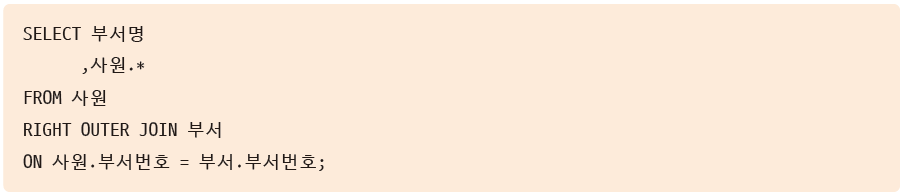 SELECT 부서명
,사원.*
FROM 사원
RIGHT OUTER JOIN 부서
ON 사원.부서번호 = 부서.부서번호;